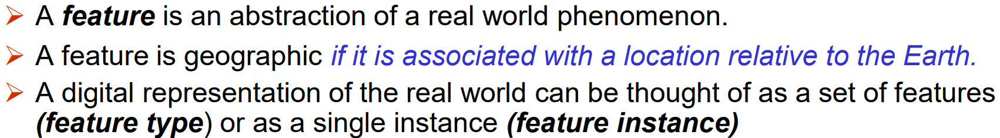 A feature is an abstraction of a real world phenomenon.
A feature is geographic if it is associated with a location relative to the Earth.
A digital representation of the real world can be thought of as a set of features
(feature type) or as a single instance (feature instance)